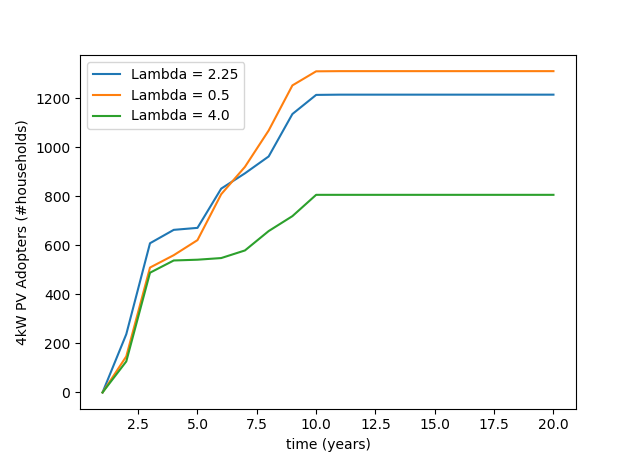 Lambda = 2.25
Lambda = 0.5
Lambda = 4.0
4kW PV Adopters (#households)
1200
1000
800
600
400
200
0
2.5 5.0 7.5 10.0 12.5 15.0 17.5 20.0
time (years)